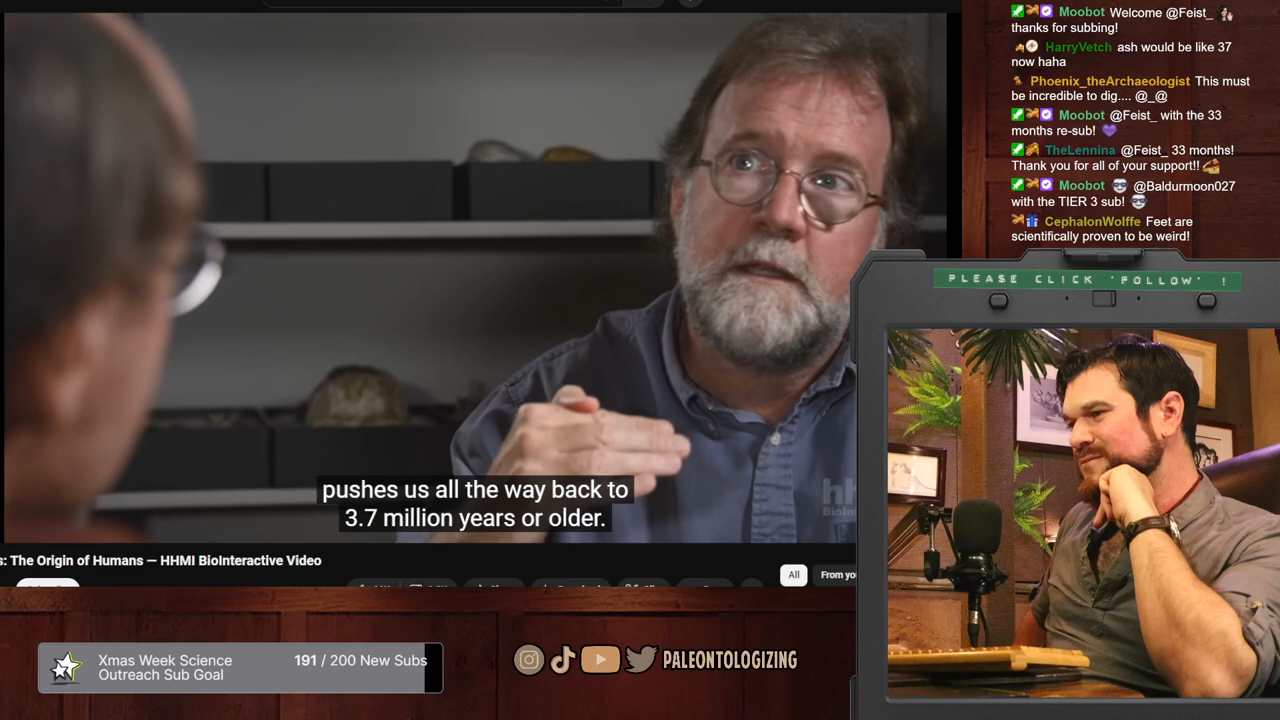 Moobot Welcome @Feist_
thanks for subbing!
HarryVetch ash would be like 37
now haha
Phoenix_theArchaeologist This must
be incredible to dig.... @_@
Moobot @Feist_ with the 33
months re-sub!
TheLennina @Feist_ 33 months!
Thank you for all of your support!!
Moobot @Baldurmoon027
with the TIER 3 sub!
CephalonWolffe Feet are
scientifically proven to be weird!
PLEASE CLICK 'FOLLOW' !
pushes us all the way back to
3.7 million years or older.
s: The Origin of Humans — HHMI BioInteractive Video
All
From you
Xmas Week Science
Outreach Sub Goal
191 / 200 New Subs
PALEONTOLOGIZING